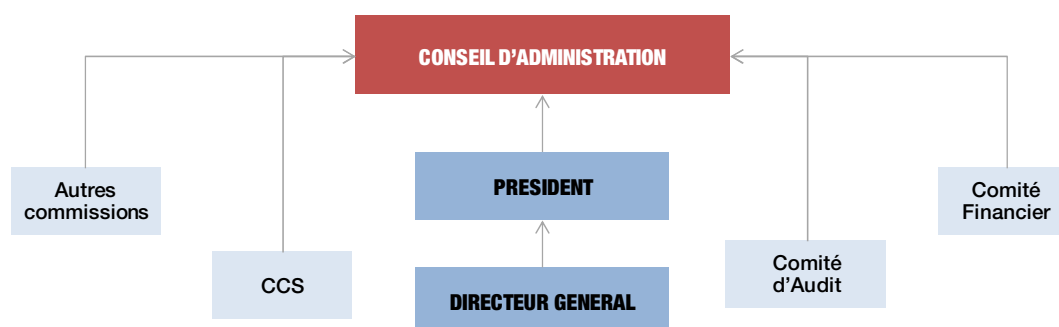 CONSEIL D'ADMINISTRATION
Autres
commissions
PRESIDENT
Comité
Financier
CCS
DIRECTEUR GENERAL
Comité
d'Audit